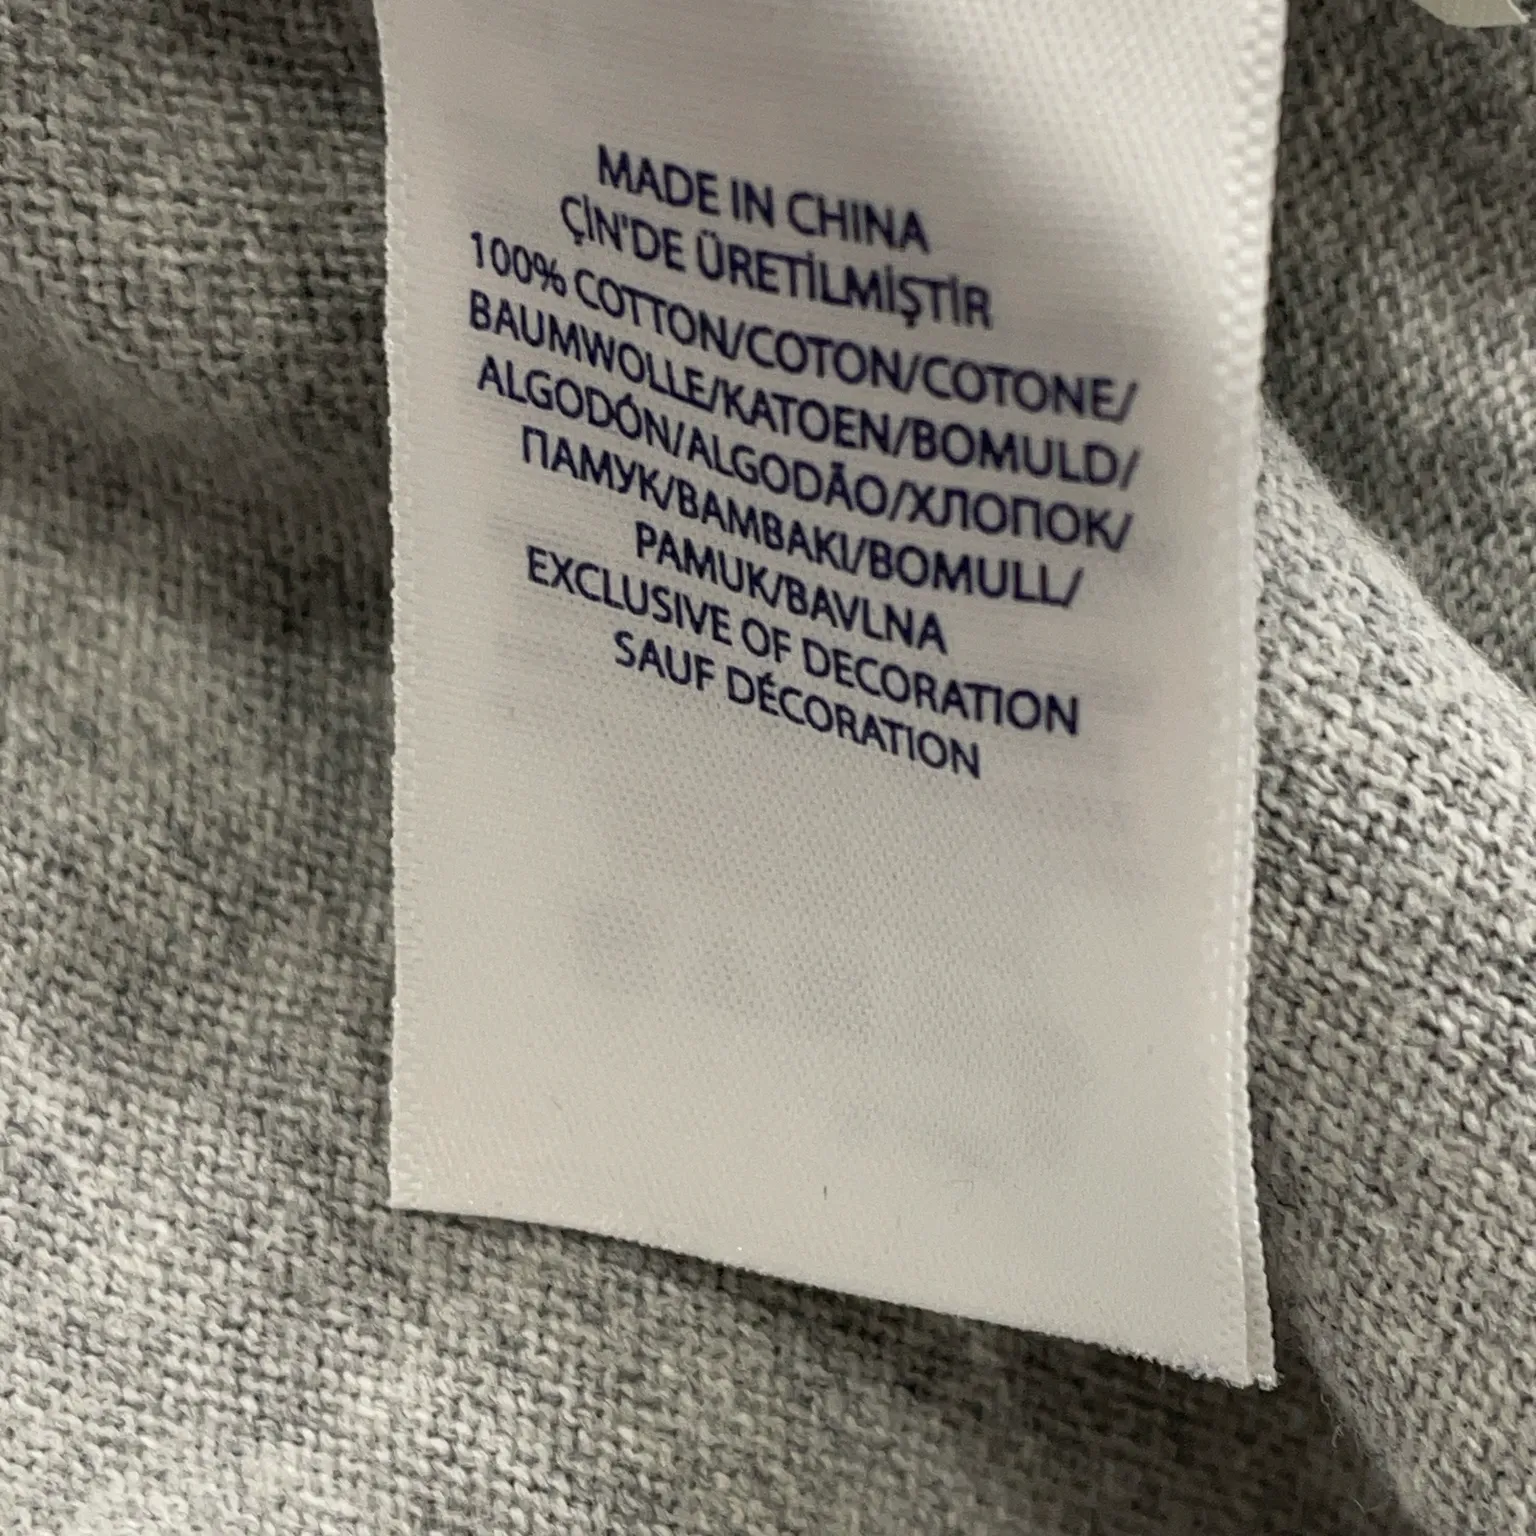 MADE IN CHINA
ÇİN'DE ÜRETİLMİŞTİR
100% COTTON/COTON/COTONE/
BAUMWOLLE/KATOEN/BOMULD/
ALGODÓN/ALGODÃO/ХЛОПОК/
ПАМУК/BAMBAKI/BOMULL/
PAMUK/BAVLNA
EXCLUSIVE OF DECORATION
SAUF DÉCORATION